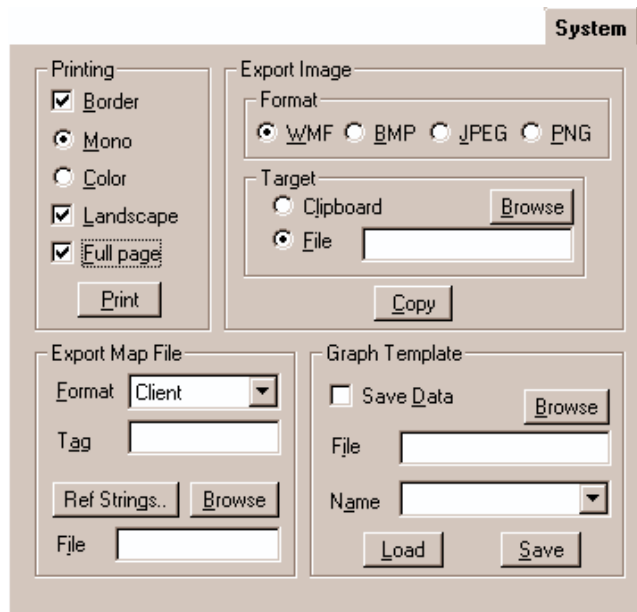 System
Printing
Border
Mono
Color
Landscape
Full page
Print
Export Image
Format
WMF BMP JPEG PNG
Target
Clipboard Browse
File
Copy
Export Map File
Format Client
Tag
Ref Strings.. Browse
File
Graph Template
Save Data Browse
File
Name
Load Save